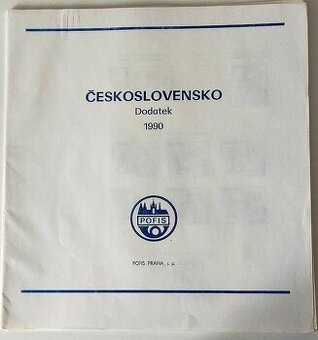 ČESKOSLOVENSKO
Dodatek
1990
POFIS
POFIS PRAHA, s. p.